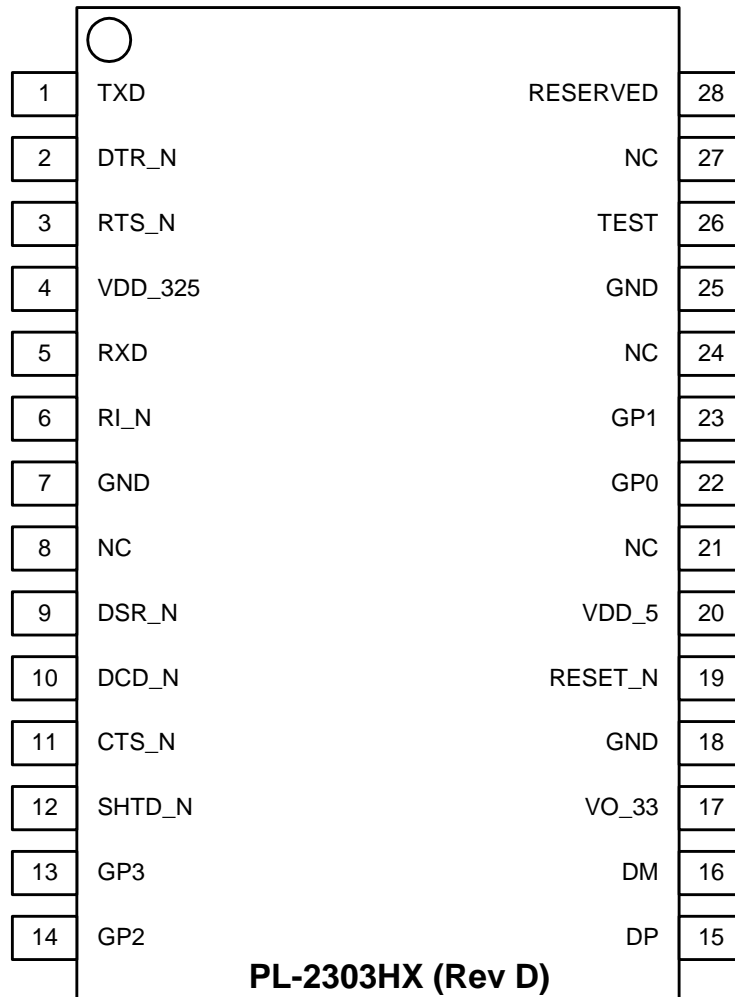 1 TXD RESERVED 28
2 DTR_N NC 27
3 RTS_N TEST 26
4 VDD_325 GND 25
5 RXD NC 24
6 RI_N GP1 23
7 GND GP0 22
8 NC NC 21
9 DSR_N VDD_5 20
10 DCD_N RESET_N 19
11 CTS_N GND 18
12 SHTD_N VO_33 17
13 GP3 DM 16
14 GP2 DP 15
PL-2303HX (Rev D)